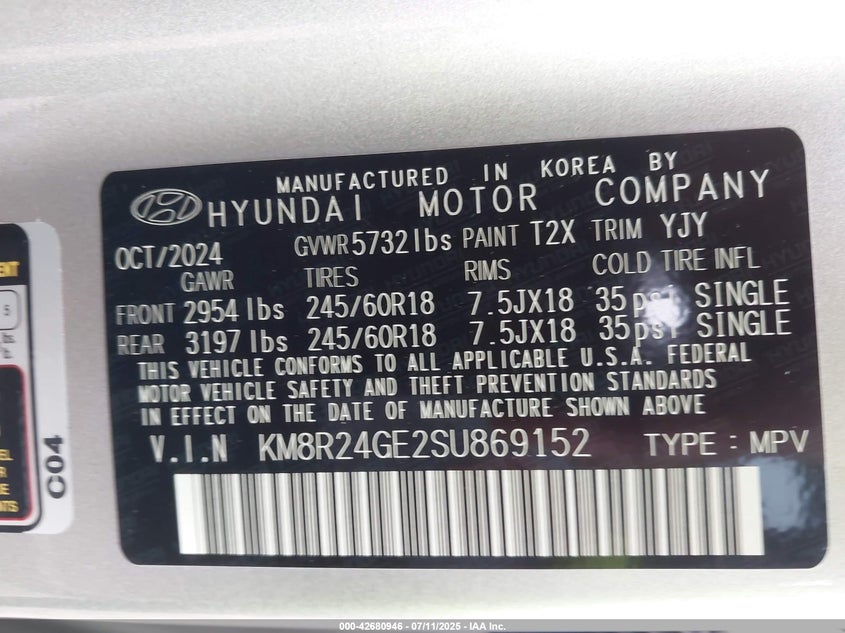 MANUFACTURED IN KOREA BY
HYUNDAI MOTOR COMPANY
OCT/2024 GVWR 5732 lbs PAINT T2X TRIM YJY
GAWR TIRES RIMS COLD TIRE INFL
FRONT 2954 lbs 245/60R18 7.5JX18 35 psi SINGLE
REAR 3197 lbs 245/60R18 7.5JX18 35 psi SINGLE
THIS VEHICLE CONFORMS TO ALL APPLICABLE U.S.A. FEDERAL
MOTOR VEHICLE SAFETY AND THEFT PREVENTION STANDARDS
IN EFFECT ON THE DATE OF MANUFACTURE SHOWN ABOVE
V.I.N KM8R24GE2SU869152 TYPE: MPV
C04
5
000-42680946 - 07/11/2025 - IAA Inc.